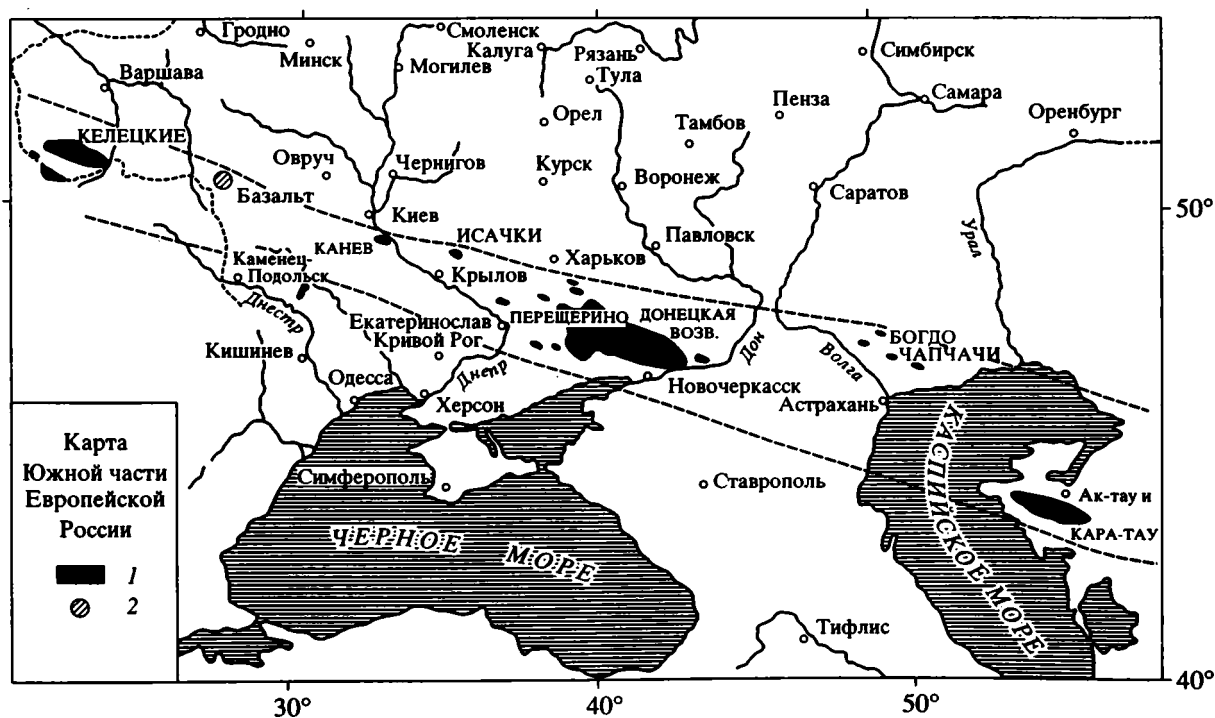 Гродно
Минск
Смоленск
Калуга
Рязань
Тула
Симбирск
Могилев
Варшава
Самара
Пенза
Оренбург
Орел
Тамбов
КЕЛЕЦКИЕ
Овруч
Чернигов
Курск
Воронеж
Саратов
Базальт
50°
Киев
Урал
КАНЕВ
ИСАЧКИ
Павловск
Каменец-
Подольск
Крылов
Харьков
Днестр
Екатеринослав
ПЕРЕЩЕРИНО
ДОНЕЦКАЯ
ВОЗВ.
Дон
Волга
БОГДО
ЧАПЧАЧИ
Кривой Рог
Кишинев
Днепр
Одесса
Херсон
Новочеркасск
Астрахань
Карта
Южной части
Европейской
России
1
2
Симферополь
Ставрополь
КАСПИЙСКОЕ МОРЕ
Ак-тау и
КАРА-ТАУ
ЧЕРНОЕ МОРЕ
Тифлис
40°
30°
40°
50°